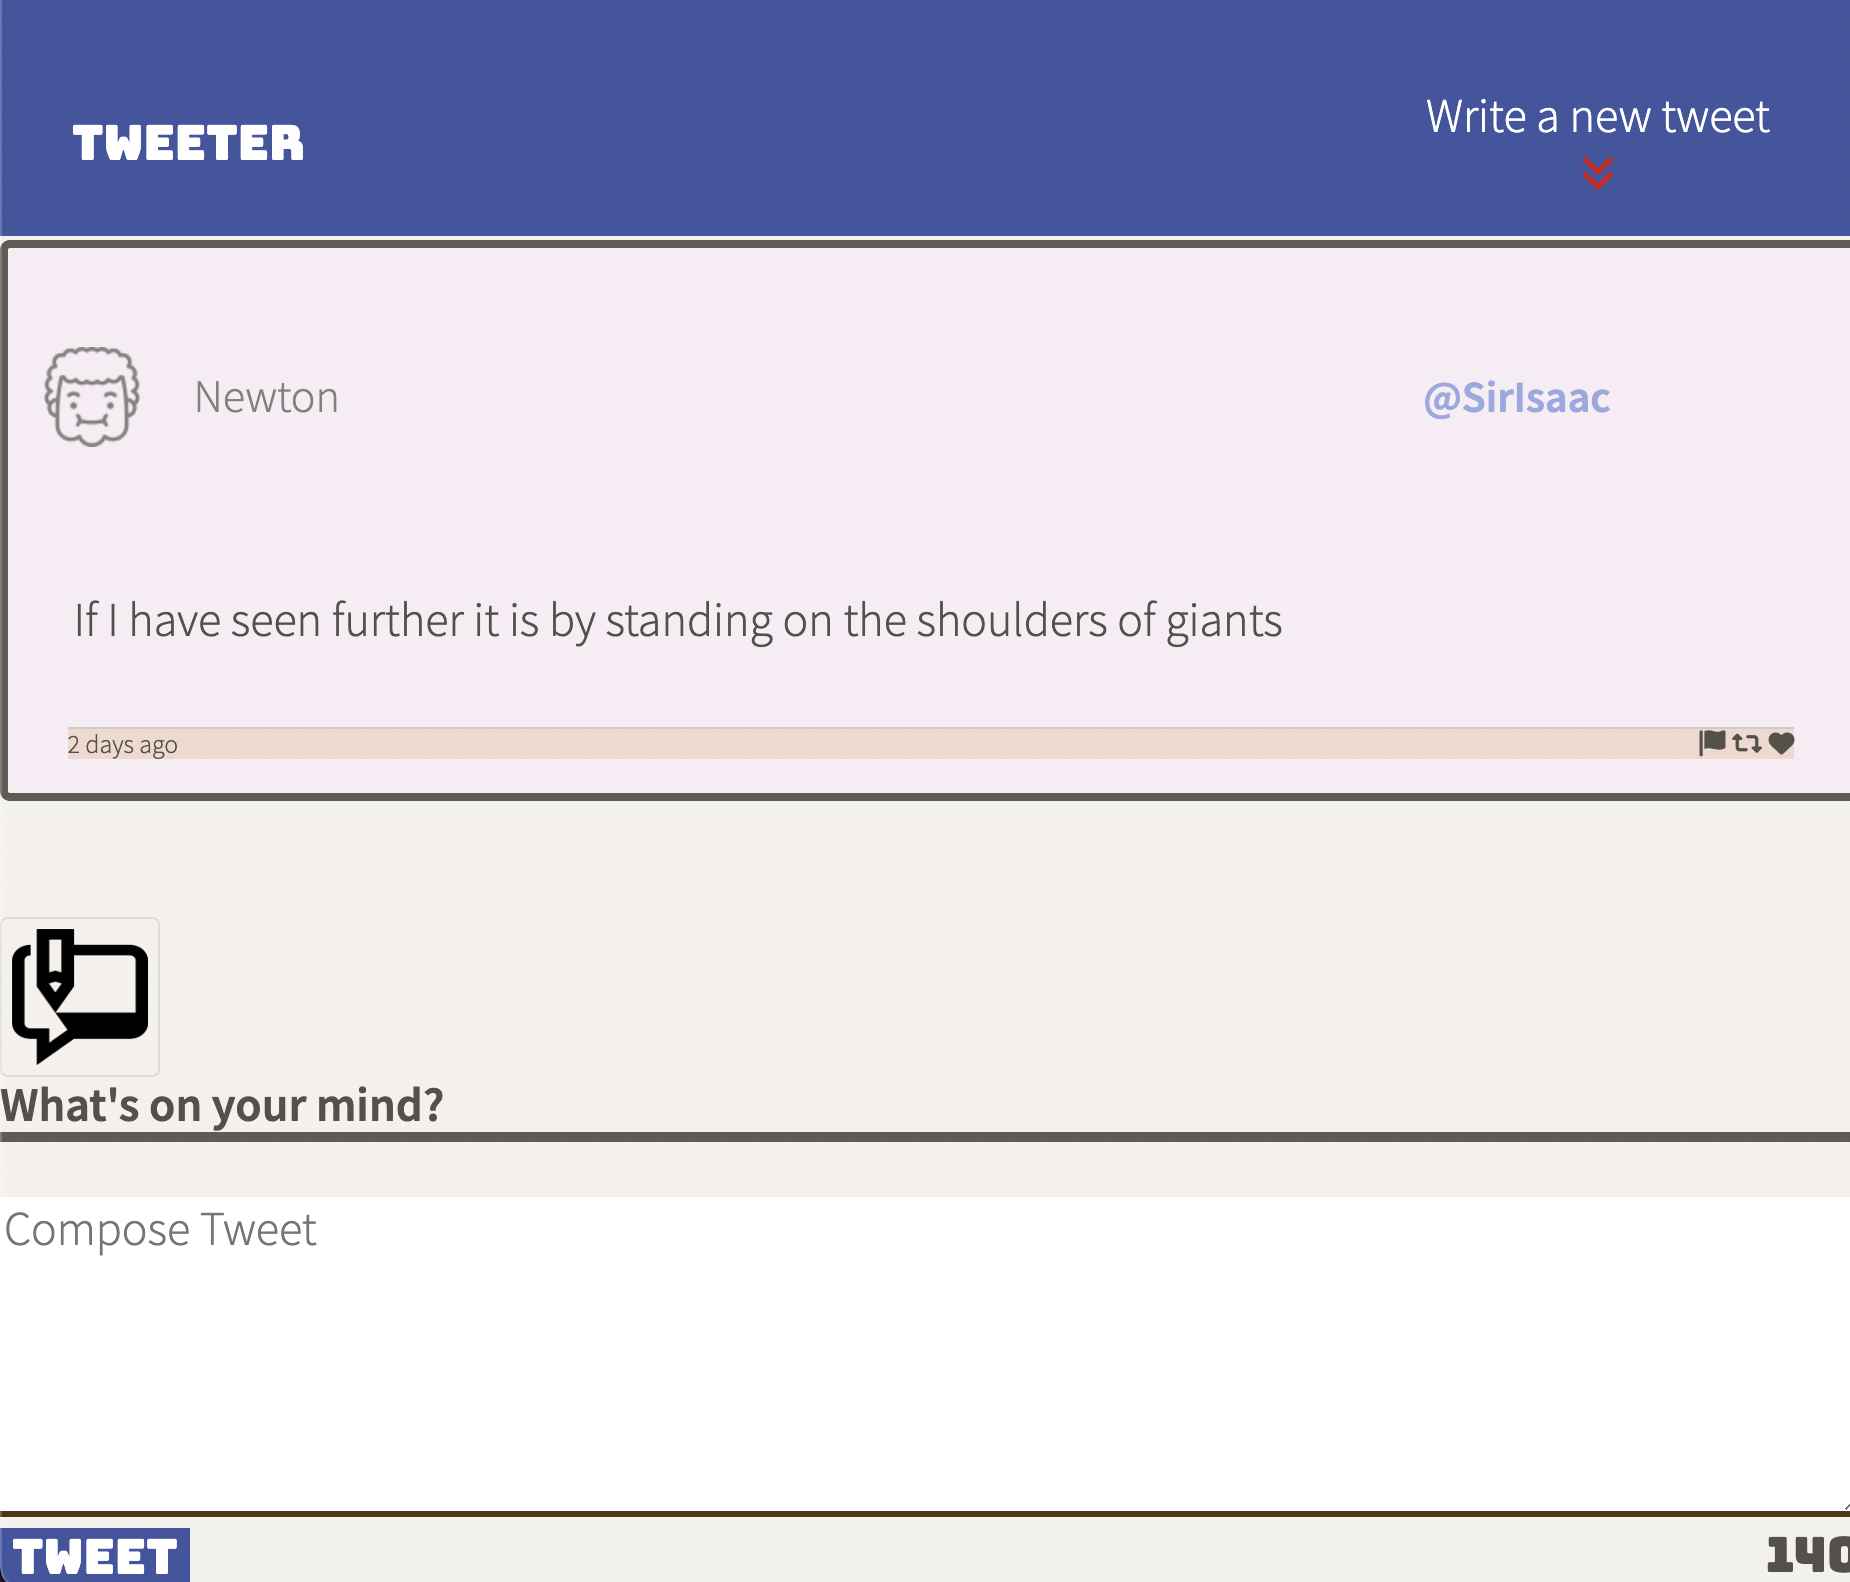 TWEETER
Write a new tweet
Newton
@SirIsaac
If I have seen further it is by standing on the shoulders of giants
2 days ago
What's on your mind?
Compose Tweet
TWEET
140